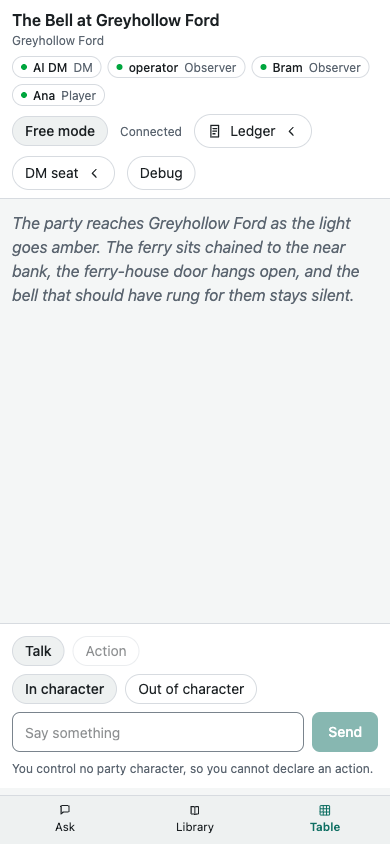 The Bell at Greyhollow Ford
Greyhollow Ford
AI DM DM operator Observer Bram Observer
Ana Player
Free mode Connected Ledger
DM seat Debug
The party reaches Greyhollow Ford as the light
goes amber. The ferry sits chained to the near
bank, the ferry-house door hangs open, and the
bell that should have rung for them stays silent.
Talk Action
In character Out of character
Say something Send
You control no party character, so you cannot declare an action.
Ask Library Table